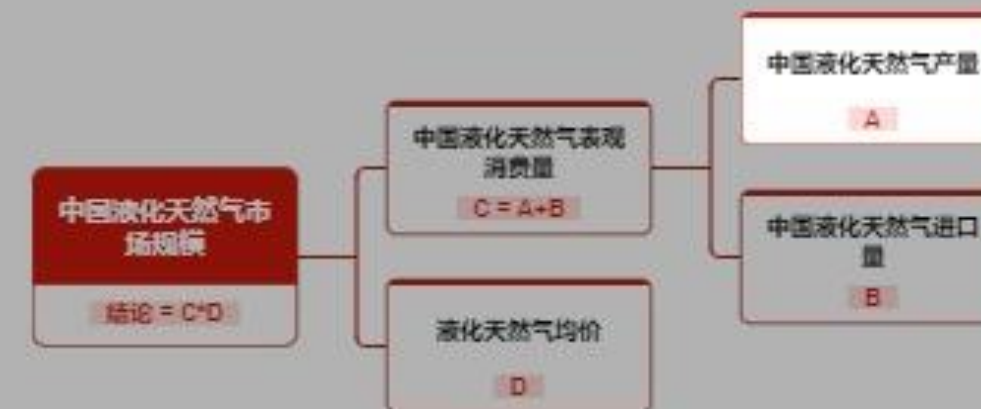 中国液化天然气产量
A
中国液化天然气表观
消费量
C = A+B
中国液化天然气市
场规模
结论 = C*D
中国液化天然气进口
量
B
液化天然气均价
D